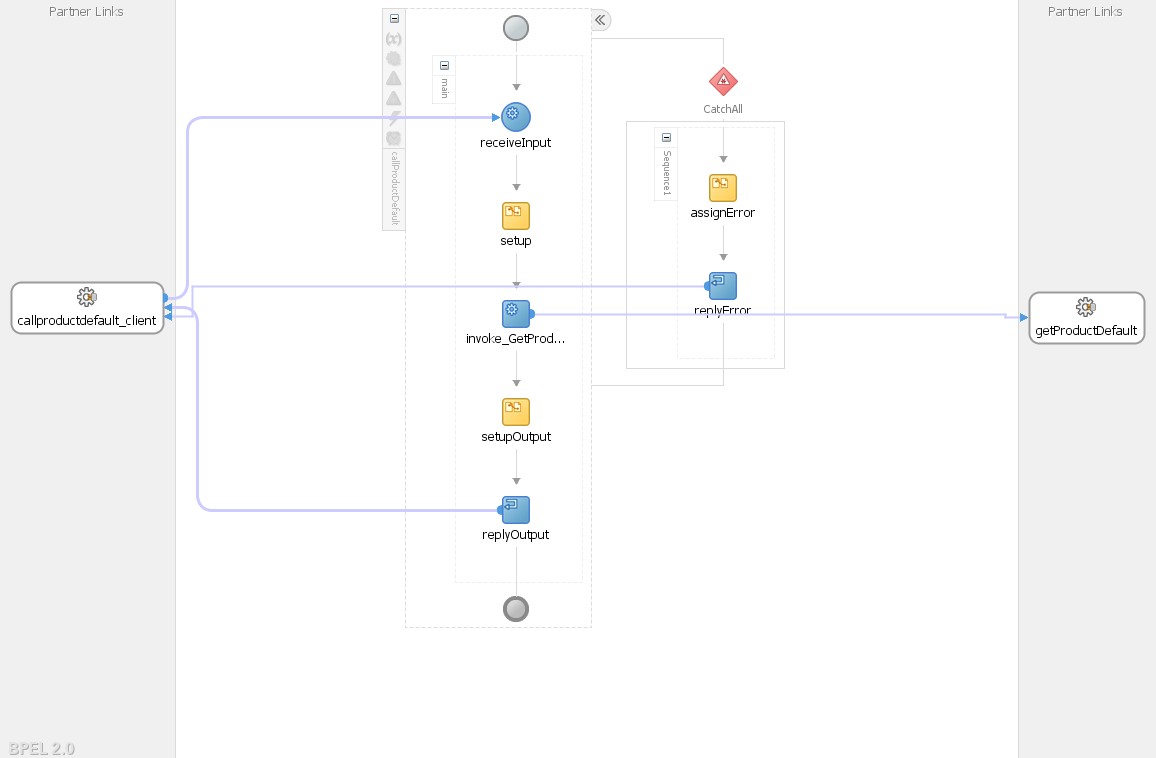 Partner Links
Partner Links
(x)
main
CatchAll
receiveInput
callProductDefault
Sequence1
assignError
setup
callproductdefault_client
replyError
getProductDefault
invoke_GetProd...
setupOutput
replyOutput
BPEL 2.0